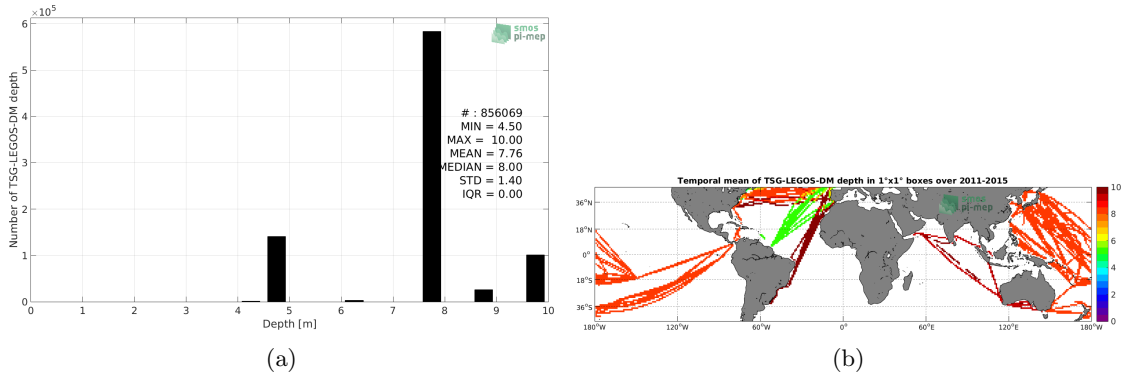 ×10⁵
smos
pi-mep
6
5
4
3
2
1
0
Number of TSG-LEGOS-DM depth
# : 856069
MIN = 4.50
MAX = 10.00
MEAN = 7.76
MEDIAN = 8.00
STD = 1.40
IQR = 0.00
0 1 2 3 4 5 6 7 8 9 10
Depth [m]
(a)
Temporal mean of TSG-LEGOS-DM depth in 1°x1° boxes over 2011-2015
smos
pi-mep
36°N
18°N
0°
18°S
36°S
180°W 120°W 60°W 0° 60°E 120°E 180°W
10
8
6
4
2
0
(b)